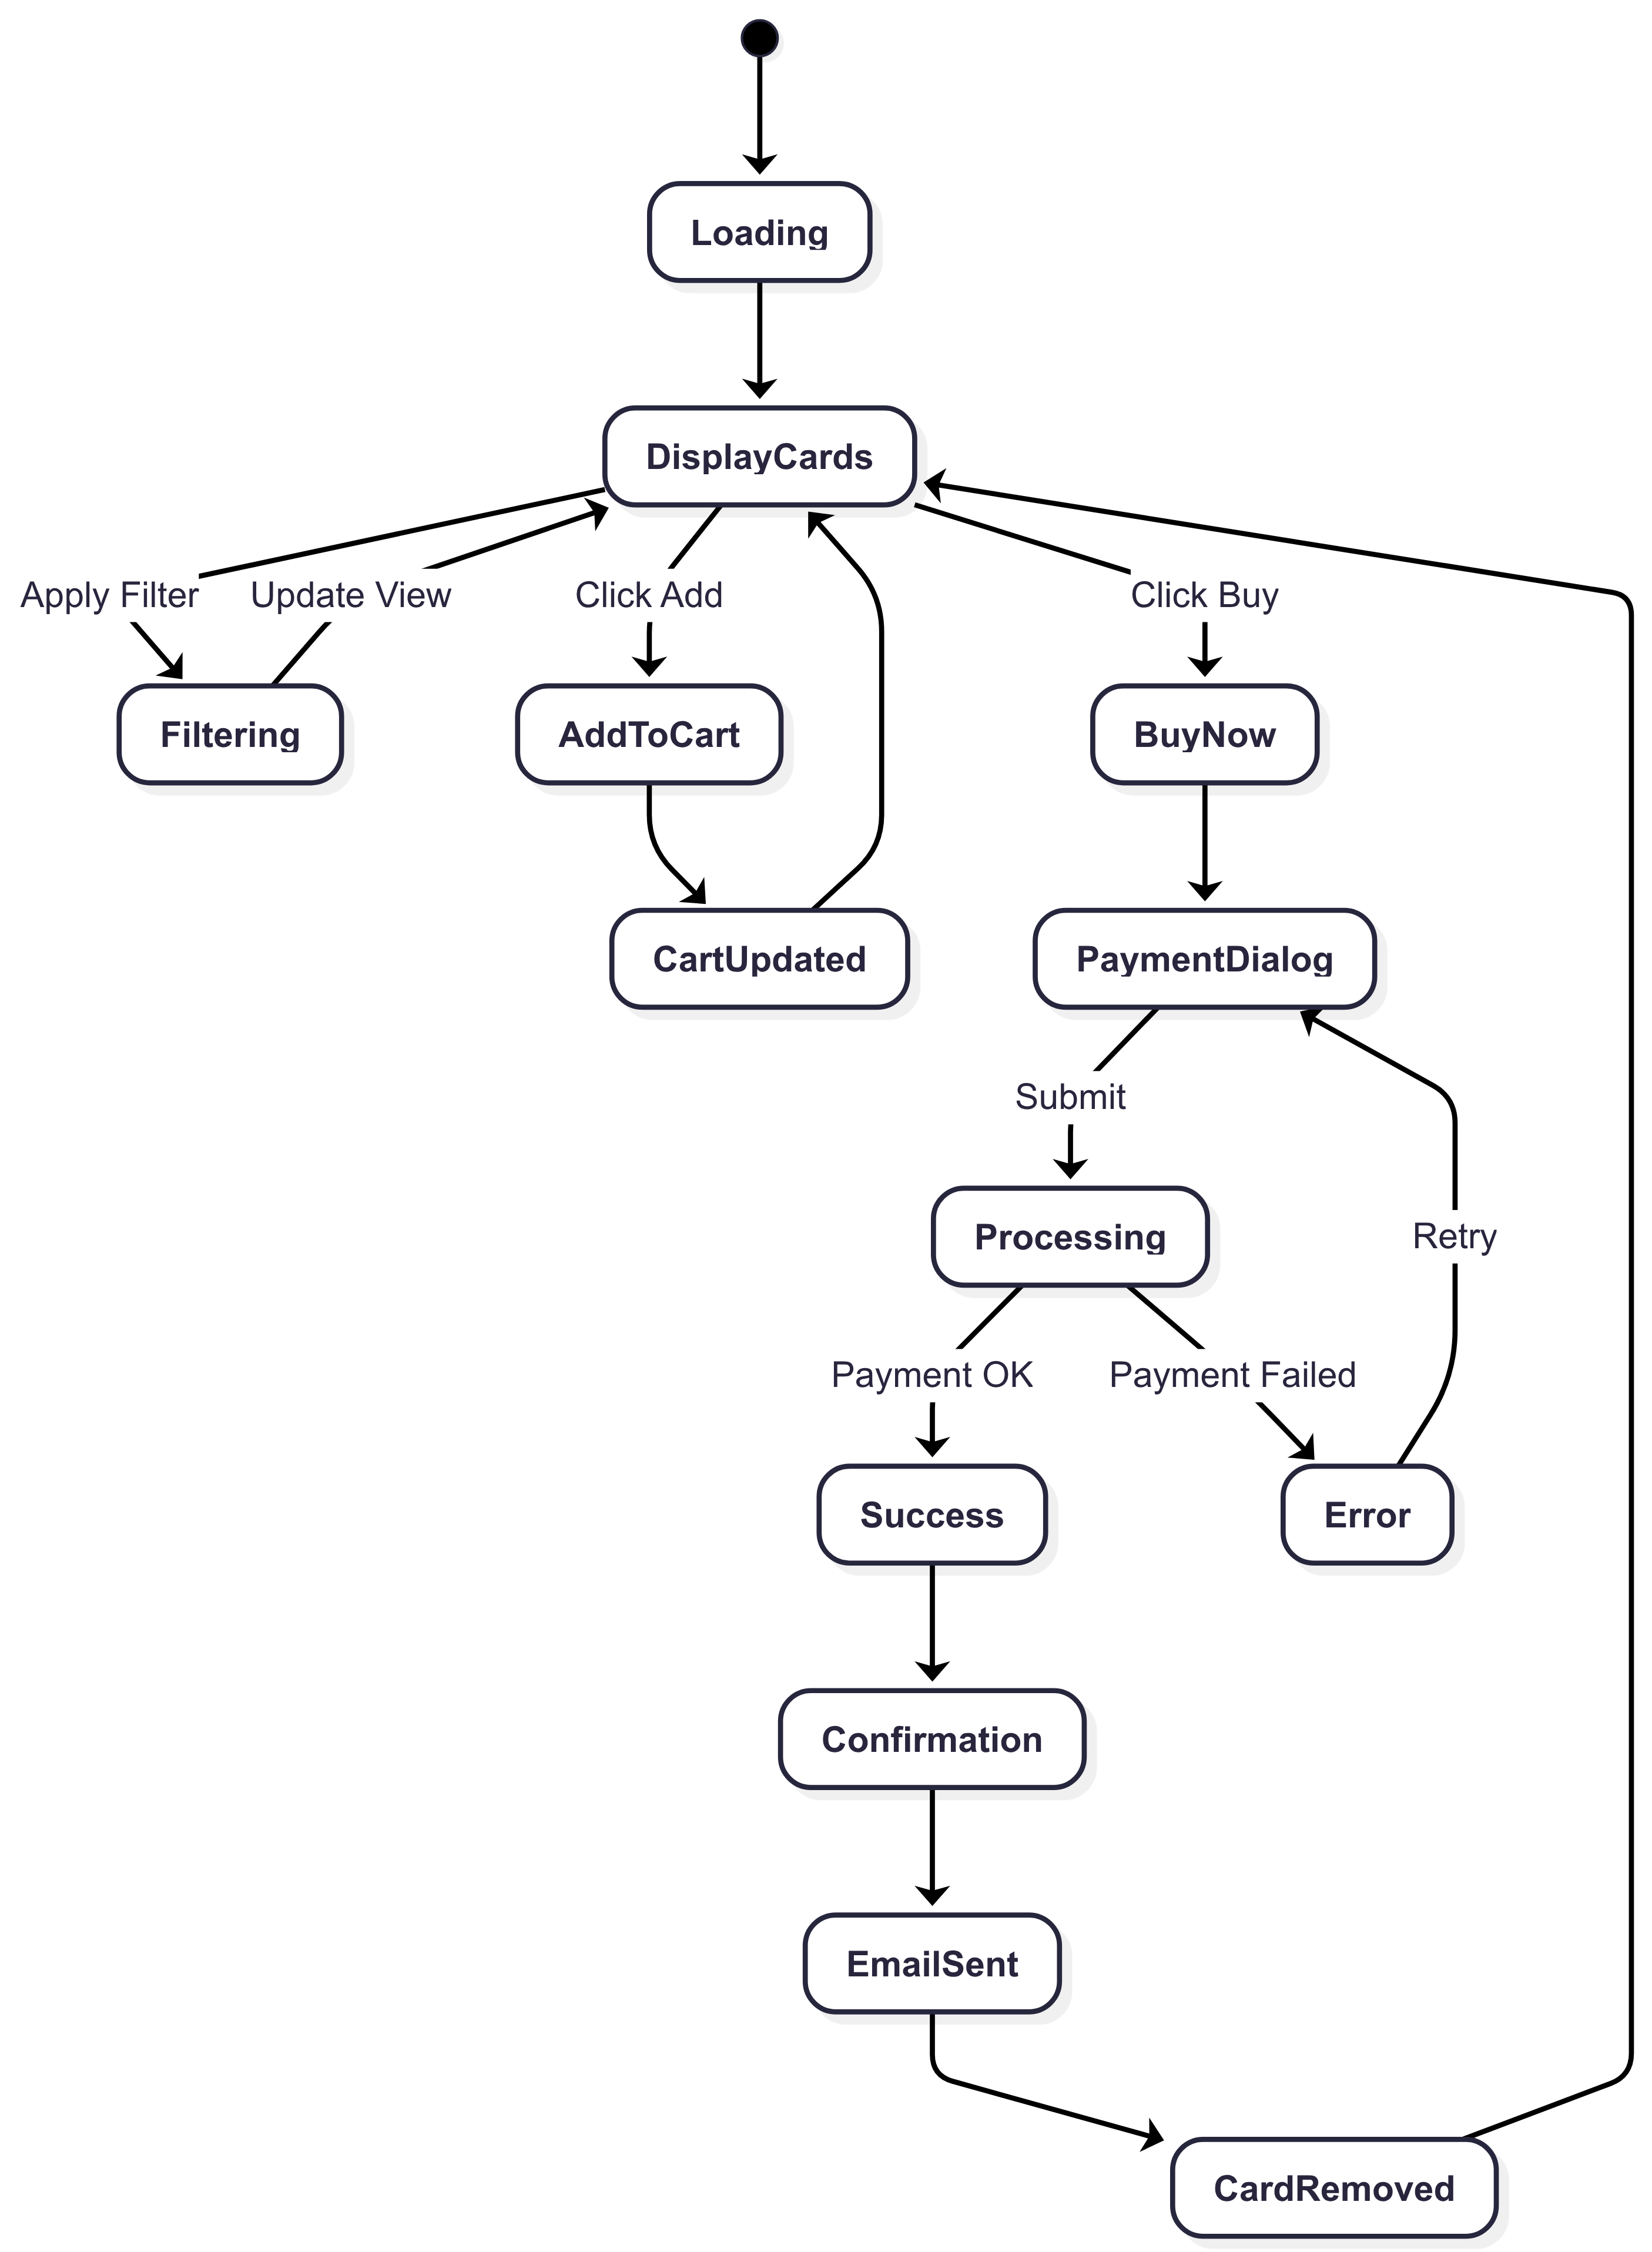 Loading
DisplayCards
Apply Filter
Update View
Click Add
Click Buy
Filtering
AddToCart
BuyNow
CartUpdated
PaymentDialog
Submit
Processing
Retry
Payment OK
Payment Failed
Success
Error
Confirmation
EmailSent
CardRemoved